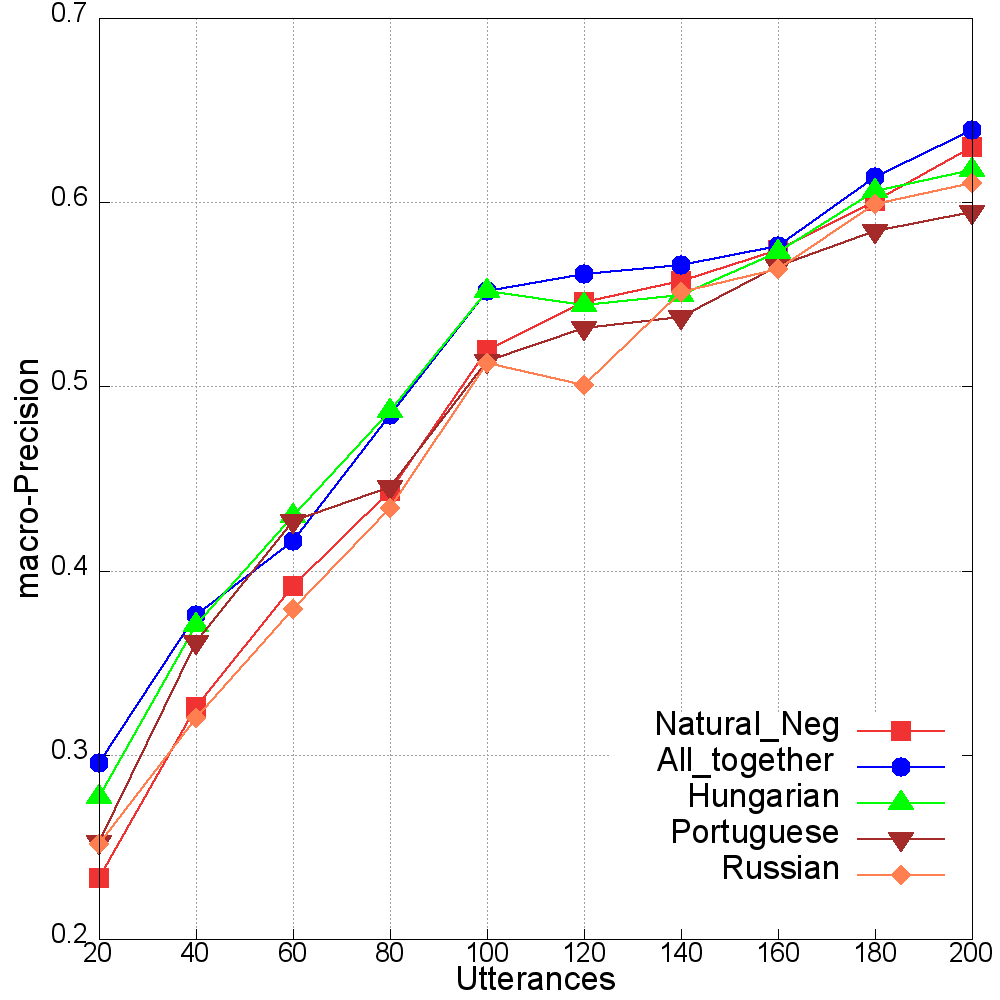 0.7
0.6
0.5
0.4
0.3
0.2
macro-Precision
Natural_Neg
All_together
Hungarian
Portuguese
Russian
20 40 60 80 100 120 140 160 180 200
Utterances